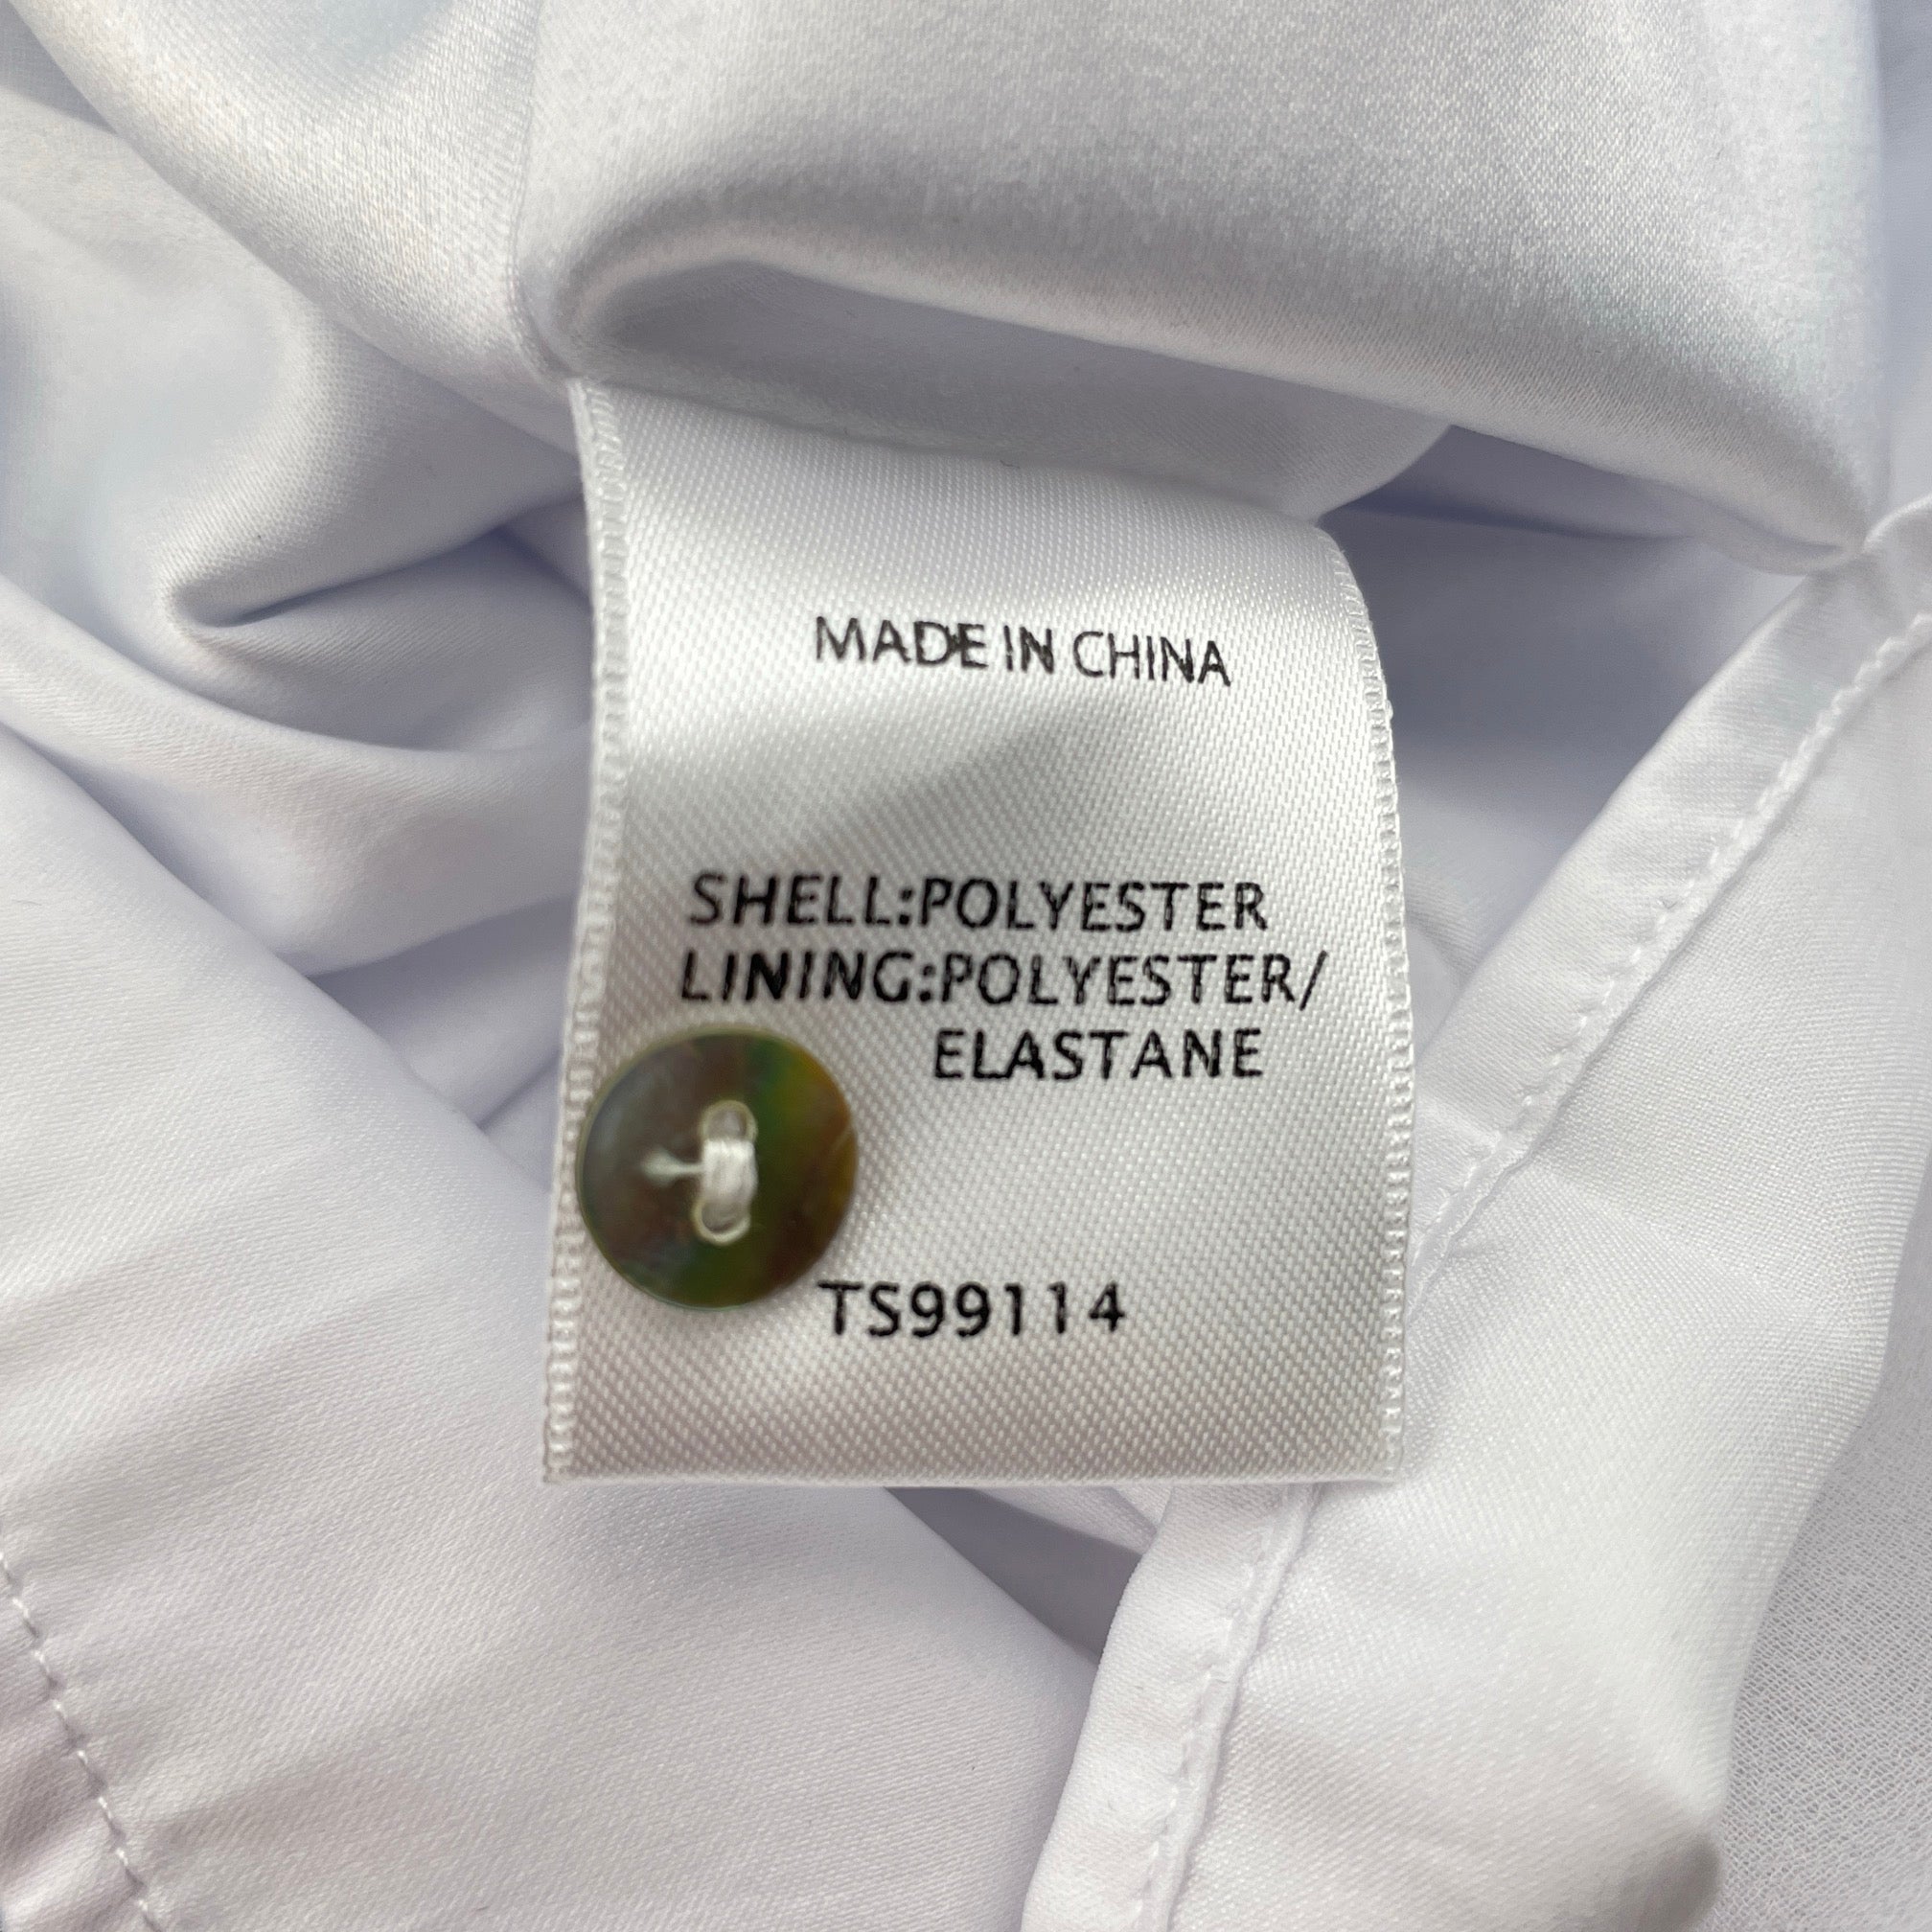 MADE IN CHINA
SHELL:POLYESTER
LINING:POLYESTER/
ELASTANE
TS99114